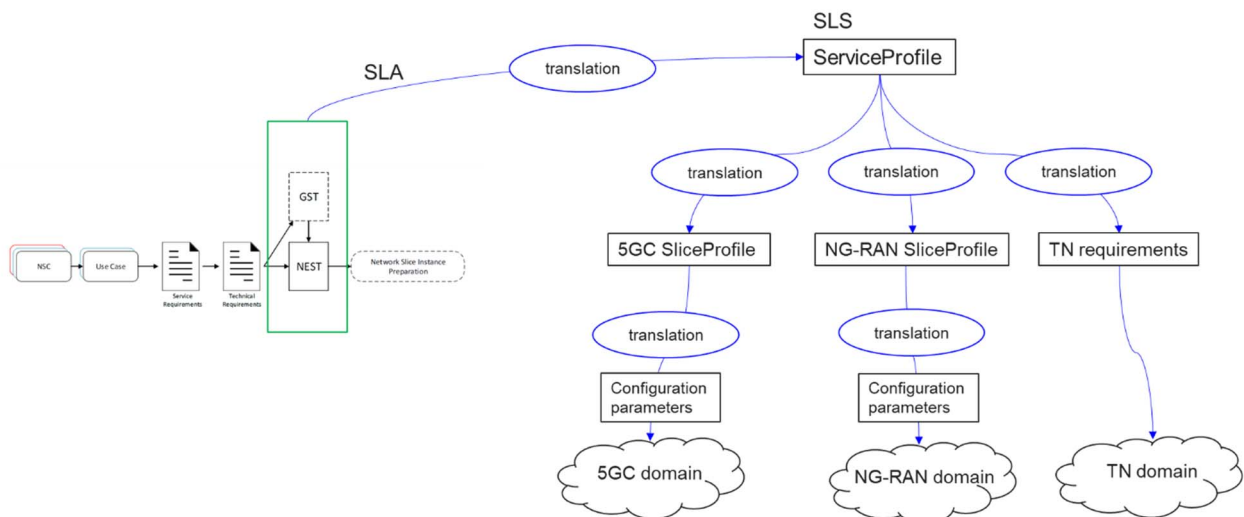 SLS
ServiceProfile
SLA
translation
translation
translation
translation
GST
NSC
Use Case
Service
Requirements
Technical
Requirements
NEST
Network Slice Instance
Preparation
5GC SliceProfile
NG-RAN SliceProfile
TN requirements
translation
translation
Configuration
parameters
Configuration
parameters
5GC domain
NG-RAN domain
TN domain